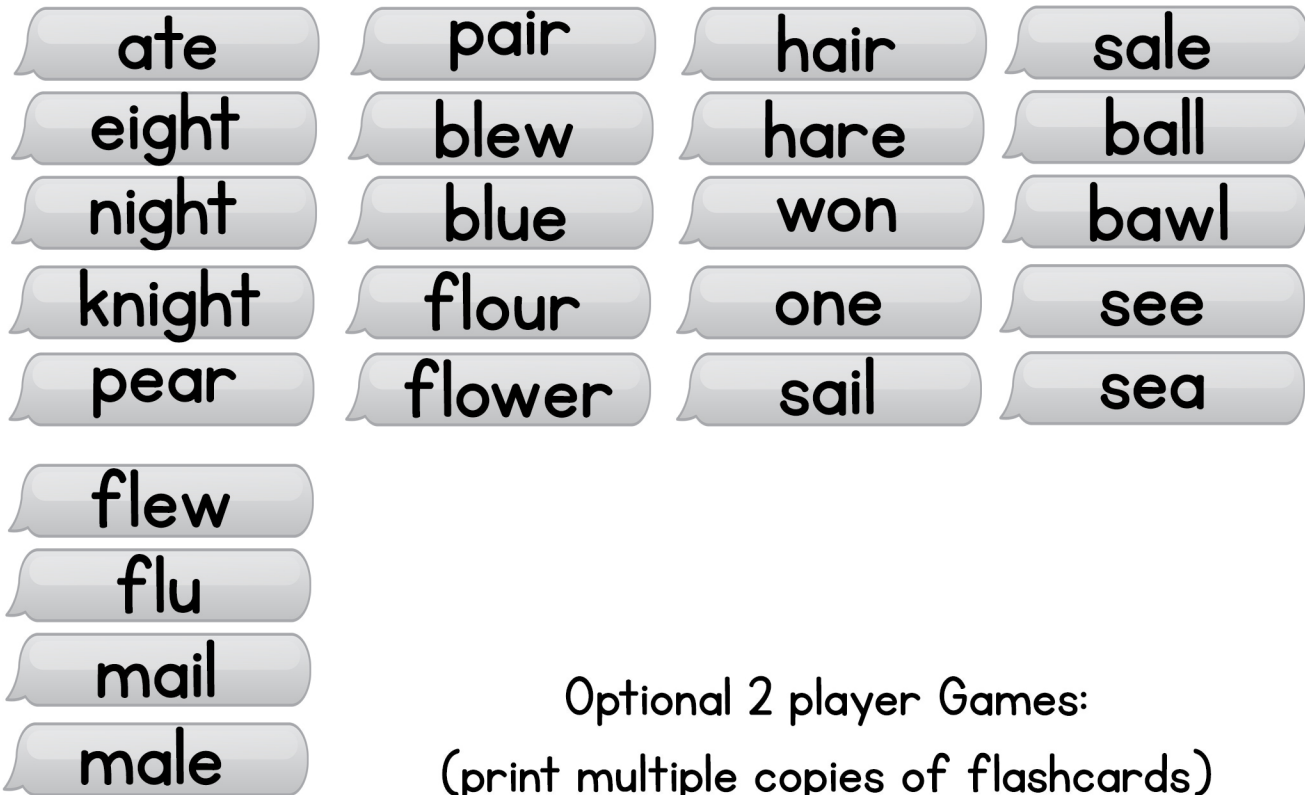 ate
eight
night
knight
pear
pair
blew
blue
flour
flower
hair
hare
won
one
sail
sale
ball
bawl
see
sea
flew
flu
mail
male
Optional 2 player Games:
(print multiple copies of flashcards)